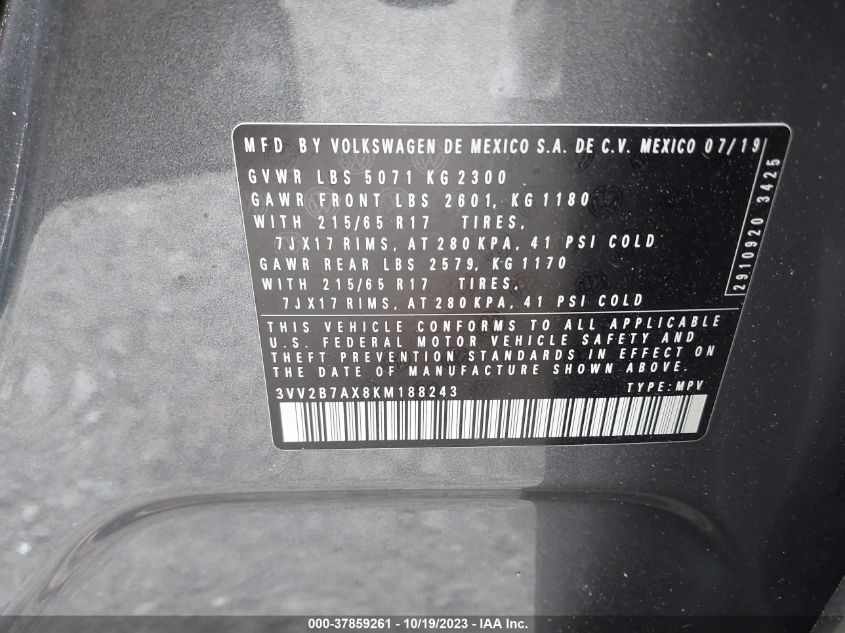 MFD BY VOLKSWAGEN DE MEXICO S.A. DE C.V. MEXICO 07/19
GVWR LBS 5071 KG 2300
GAWR FRONT LBS 2601, KG 1180
WITH 215/65 R17 TIRES,
7JX17 RIMS, AT 280 KPA, 41 PSI COLD
GAWR REAR LBS 2579, KG 1170
WITH 215/65 R17 TIRES,
7JX17 RIMS, AT 280 KPA, 41 PSI COLD
2910920 3425
THIS VEHICLE CONFORMS TO ALL APPLICABLE
U.S. FEDERAL MOTOR VEHICLE SAFETY AND
THEFT PREVENTION STANDARDS IN EFFECT ON
THE DATE OF MANUFACTURE SHOWN ABOVE.
3VV2B7AX8KM188243 TYPE: MPV
000-37859261 - 10/19/2023 - IAA Inc.